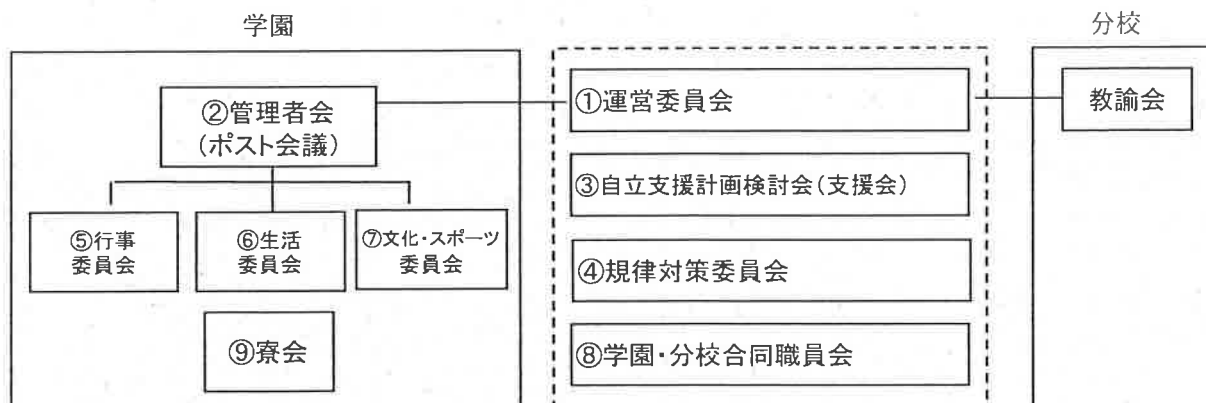 学園
分校
②管理者会
(ポスト会議)
①運営委員会
教諭会
③自立支援計画検討会(支援会)
⑤行事
委員会
⑥生活
委員会
⑦文化・スポーツ
委員会
④規律対策委員会
⑨寮会
⑧学園・分校合同職員会